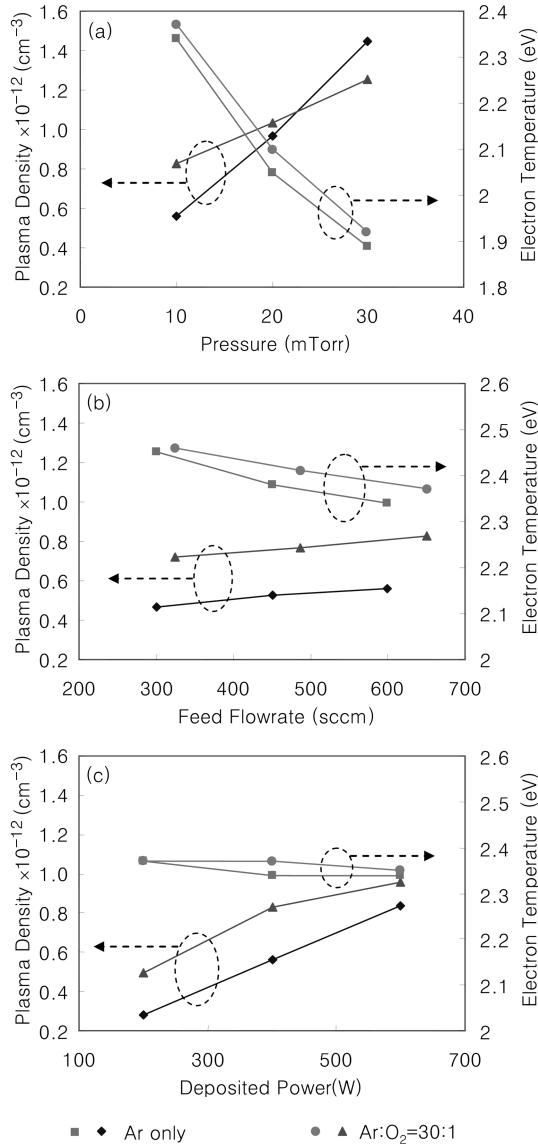 (a)
Plasma Density ×10⁻¹² (cm⁻³)
1.6
1.4
1.2
1.0
0.8
0.6
0.4
0.2
2.4
2.3
2.2
2.1
2
1.9
1.8
Electron Temperature (eV)
0 10 20 30 40
Pressure (mTorr)
(b)
Plasma Density ×10⁻¹² (cm⁻³)
1.6
1.4
1.2
1.0
0.8
0.6
0.4
0.2
2.6
2.5
2.4
2.3
2.2
2.1
2
Electron Temperature (eV)
200 300 400 500 600 700
Feed Flowrate (sccm)
(c)
Plasma Density ×10⁻¹² (cm⁻³)
1.6
1.4
1.2
1.0
0.8
0.6
0.4
0.2
2.6
2.5
2.4
2.3
2.2
2.1
2
Electron Temperature (eV)
100 300 500 700
Deposited Power(W)
Ar only Ar:O₂=30:1